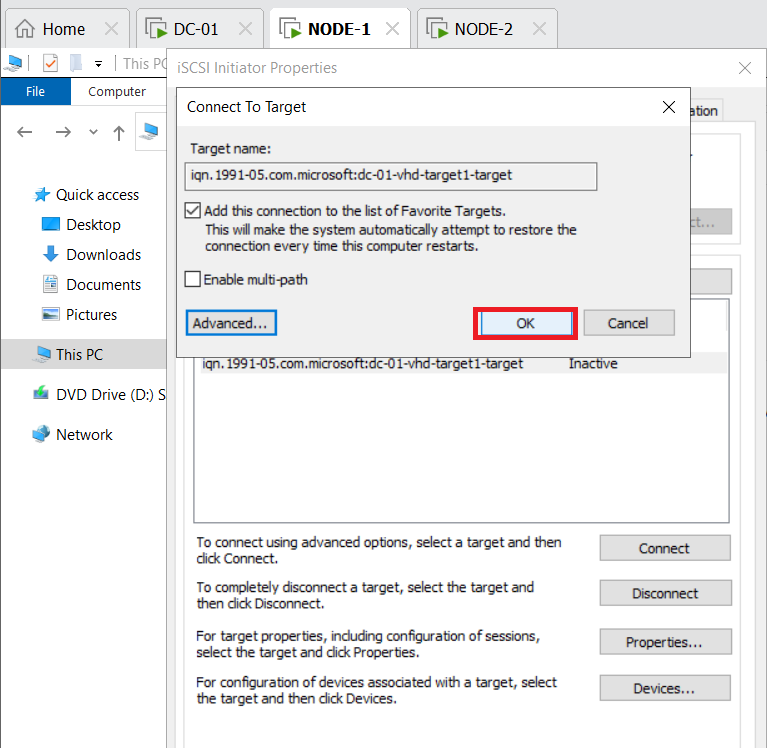 Home
DC-01
NODE-1
NODE-2
This PC
iSCSI Initiator Properties
File
Computer
Connect To Target
Target name:
iqn.1991-05.com.microsoft:dc-01-vhd-target1-target
Add this connection to the list of Favorite Targets.
This will make the system automatically attempt to restore the
connection every time this computer restarts.
Enable multi-path
Advanced...
OK
Cancel
Quick access
Desktop
Downloads
Documents
Pictures
This PC
DVD Drive (D:) S
Network
iqn.1991-05.com.microsoft:dc-01-vhd-target1-target
Inactive
To connect using advanced options, select a target and then
click Connect.
Connect
To completely disconnect a target, select the target and
then click Disconnect.
Disconnect
For target properties, including configuration of sessions,
select the target and click Properties.
Properties...
For configuration of devices associated with a target, select
the target and then click Devices.
Devices...